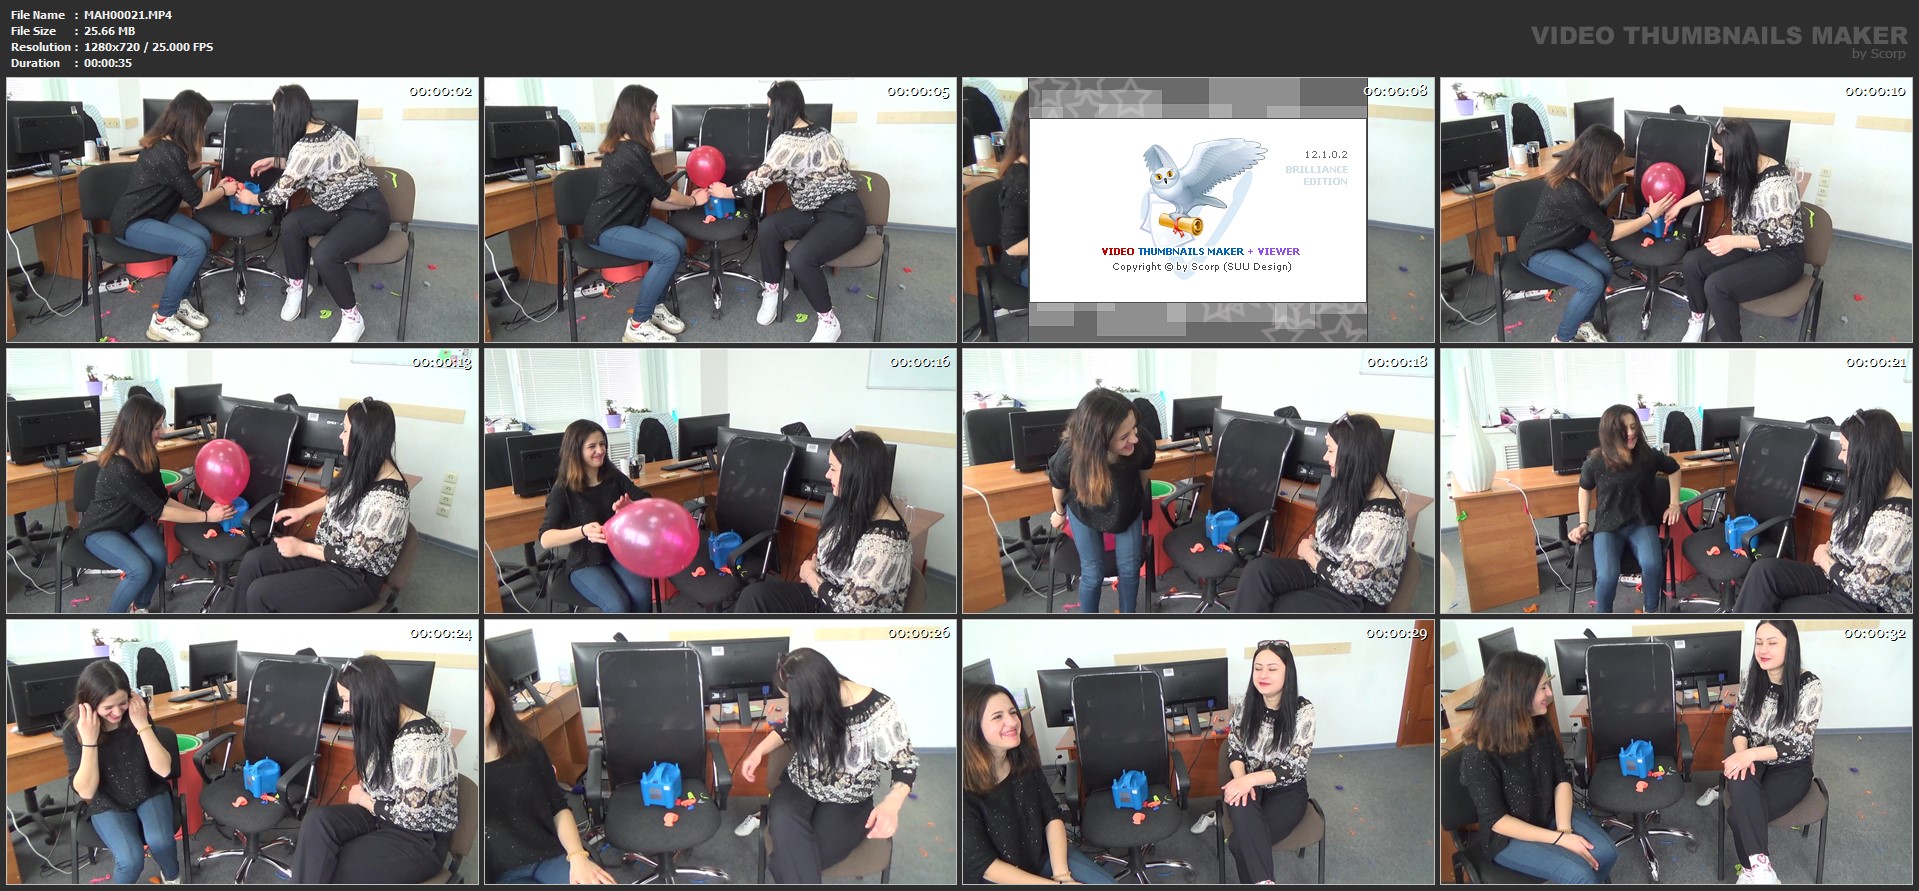 File Name : MAH00021.MP4
File Size : 25.66 MB
Resolution : 1280x720 / 25.000 FPS
Duration : 00:00:35
VIDEO THUMBNAILS MAKER
by Scorp
00:00:02
00:00:05
00:00:08
00:00:10
12.1.0.2
BRILLIANCE
EDITION
VIDEO THUMBNAILS MAKER + VIEWER
Copyright © by Scorp (SUU Design)
00:00:13
00:00:16
00:00:18
00:00:21
00:00:24
00:00:26
00:00:29
00:00:32